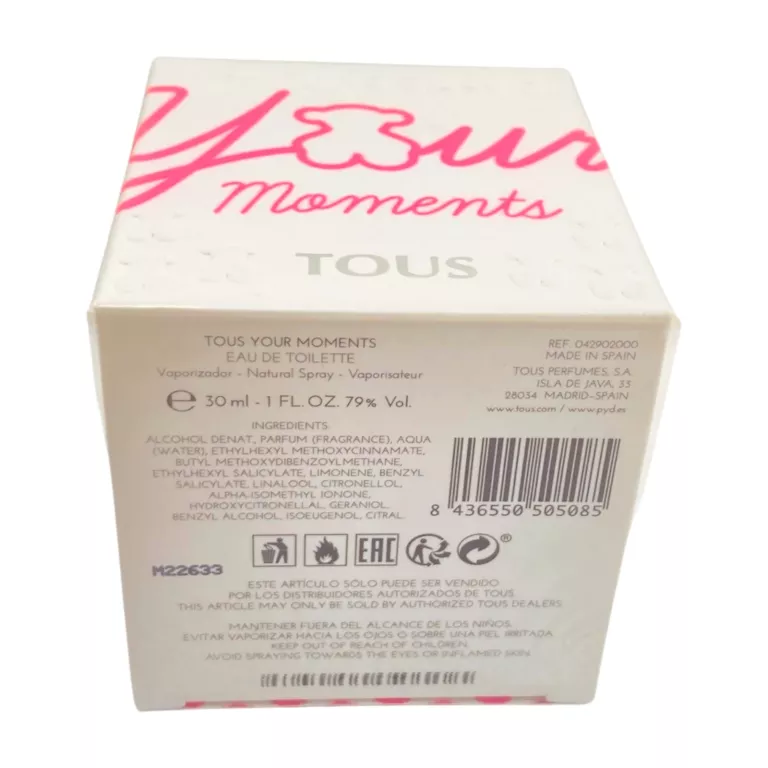 Your
Moments
TOUS
TOUS YOUR MOMENTS
EAU DE TOILETTE
Vaporizador - Natural Spray - Vaporisateur
℮ 30 ml - 1 FL. OZ. 79% Vol.
INGREDIENTS:
ALCOHOL DENAT., PARFUM (FRAGRANCE), AQUA
(WATER), ETHYLHEXYL METHOXYCINNAMATE,
BUTYL METHOXYDIBENZOYLMETHANE,
ETHYLHEXYL SALICYLATE, LIMONENE, BENZYL
SALICYLATE, LINALOOL, CITRONELLOL,
ALPHA-ISOMETHYL IONONE,
HYDROXYCITRONELLAL, GERANIOL,
BENZYL ALCOHOL, ISOEUGENOL, CITRAL.
REF. 042902000
MADE IN SPAIN
TOUS PERFUMES, S.A.
ISLA DE JAVA, 33
28034 MADRID-SPAIN
www.tous.com / www.pyd.es
8 436550 505085
EAC
®
M22633
ESTE ARTÍCULO SÓLO PUEDE SER VENDIDO
POR LOS DISTRIBUIDORES AUTORIZADOS DE TOUS.
THIS ARTICLE MAY ONLY BE SOLD BY AUTHORIZED TOUS DEALERS.
MANTENER FUERA DEL ALCANCE DE LOS NIÑOS.
EVITAR VAPORIZAR HACIA LOS OJOS O SOBRE UNA PIEL IRRITADA.
KEEP OUT OF REACH OF CHILDREN.
AVOID SPRAYING TOWARDS THE EYES OR INFLAMED SKIN.